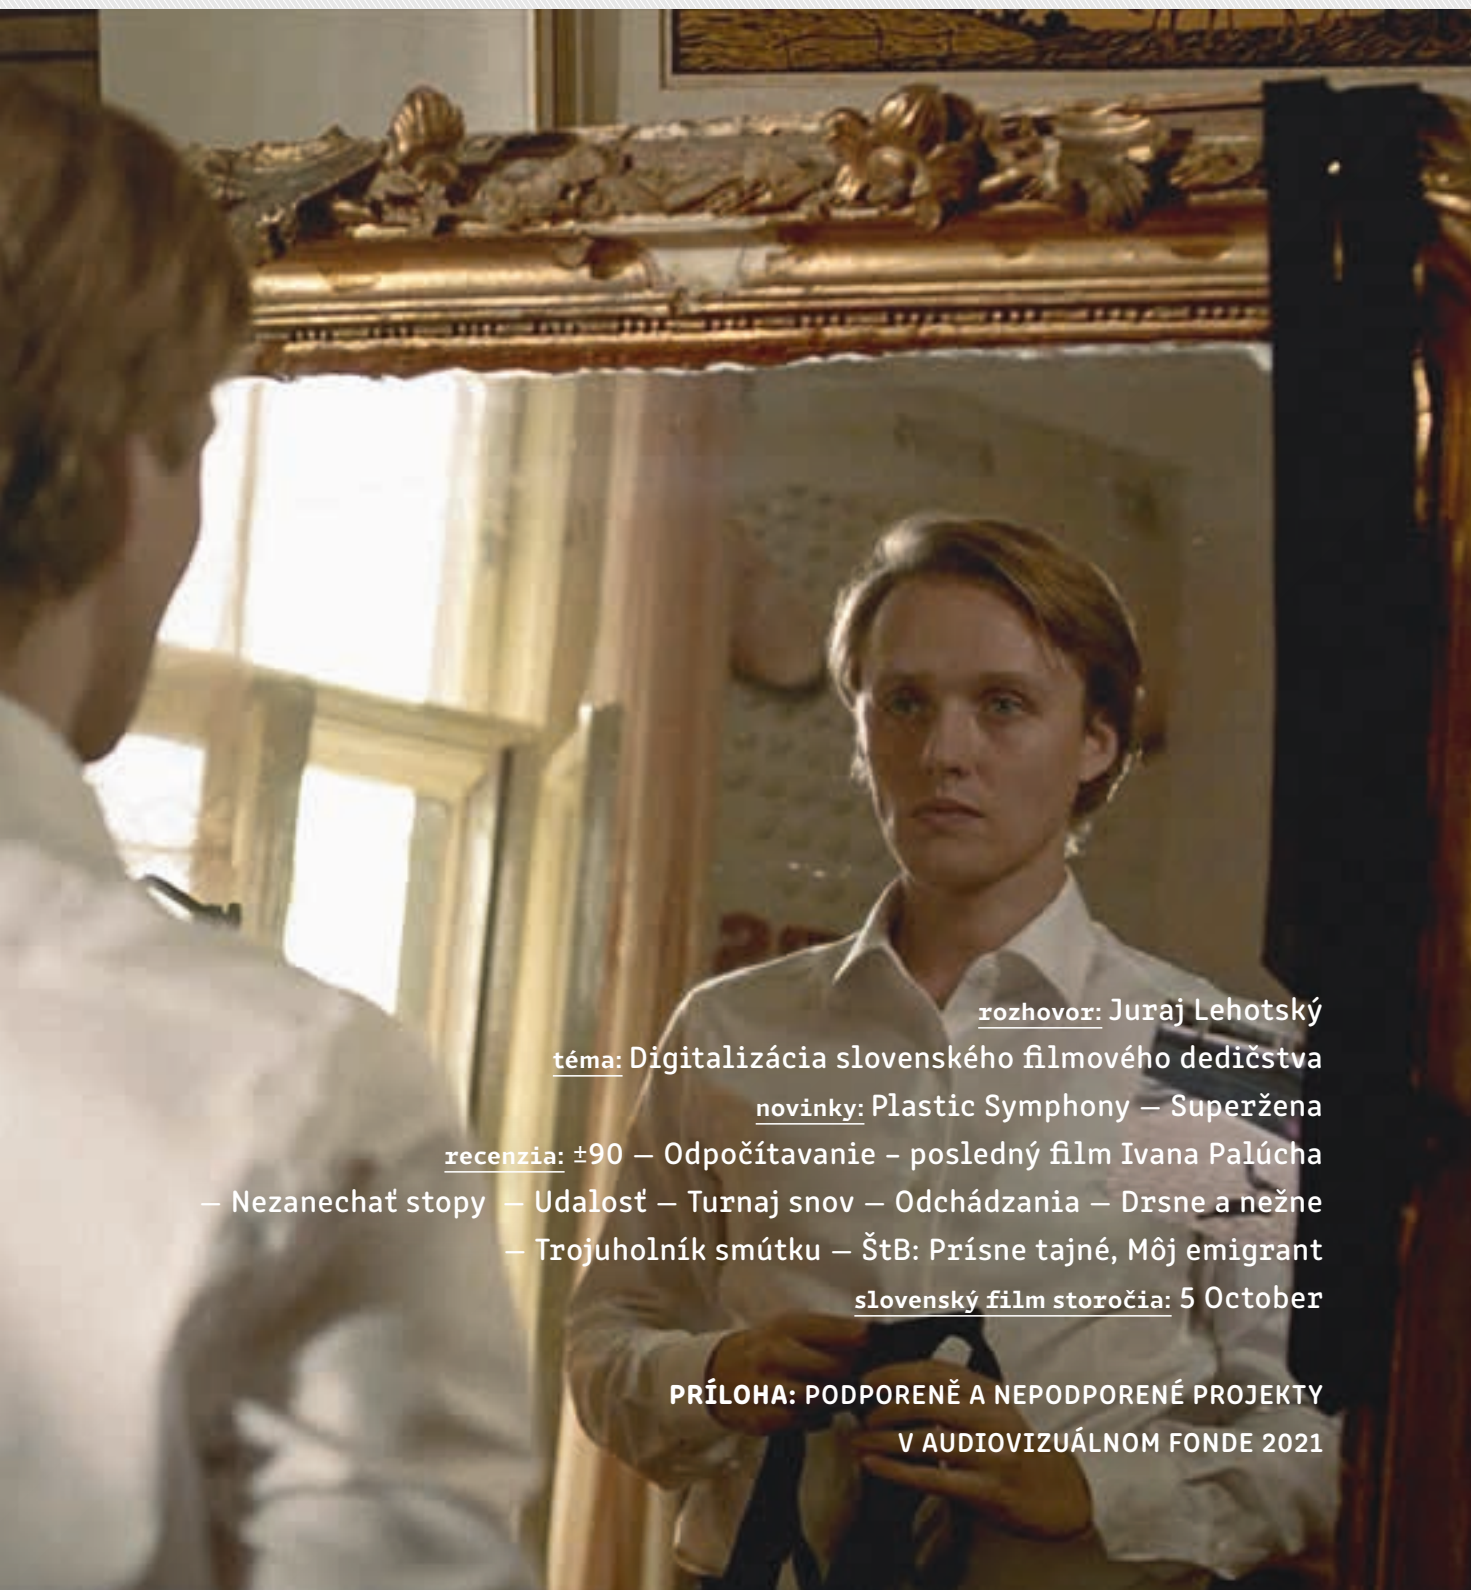 rozhovor: Juraj Lehotský
téma: Digitalizácia slovenského filmového dedičstva
novinky: Plastic Symphony — Superžena
recenzia: ±90 — Odpočítavanie – posledný film Ivana Palúcha
— Nezanechať stopy — Udalosť — Turnaj snov — Odchádzania — Drsne a nežne
— Trojuholník smútku — ŠtB: Prísne tajné, Môj emigrant
slovenský film storočia: 5 October
PRÍLOHA: PODPORENĚ A NEPODPORENÉ PROJEKTY
V AUDIOVIZUÁLNOM FONDE 2021